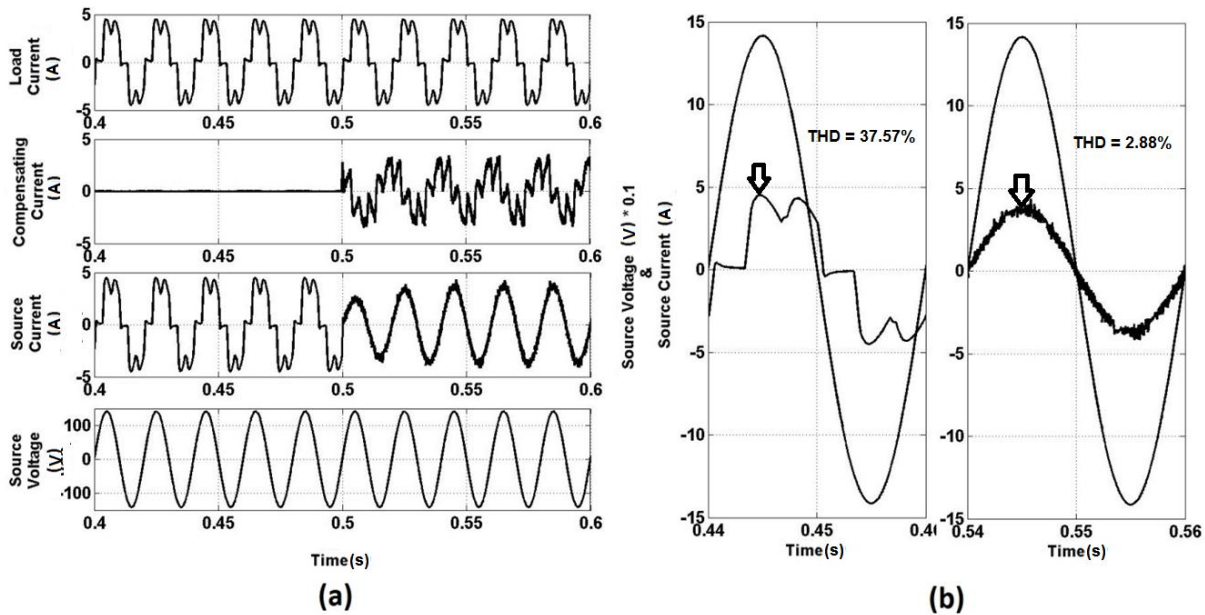 Load
Current
(A)
5
0
-5
0.4
0.45
0.5
0.55
0.6
Compensating
Current
(A)
5
0
-5
0.4
0.45
0.5
0.55
0.6
Source
Current
(A)
5
0
-5
0.4
0.45
0.5
0.55
0.6
Source
Voltage
(V)
100
0
-100
0.4
0.45
0.5
0.55
0.6
Time(s)
(a)
Source Voltage (V) * 0.1
&
Source Current (A)
15
10
5
0
-5
-10
-15
THD = 37.57%
0.44
0.45
0.46
Time(s)
15
10
5
0
-5
-10
-15
THD = 2.88%
0.54
0.55
0.56
Time(s)
(b)